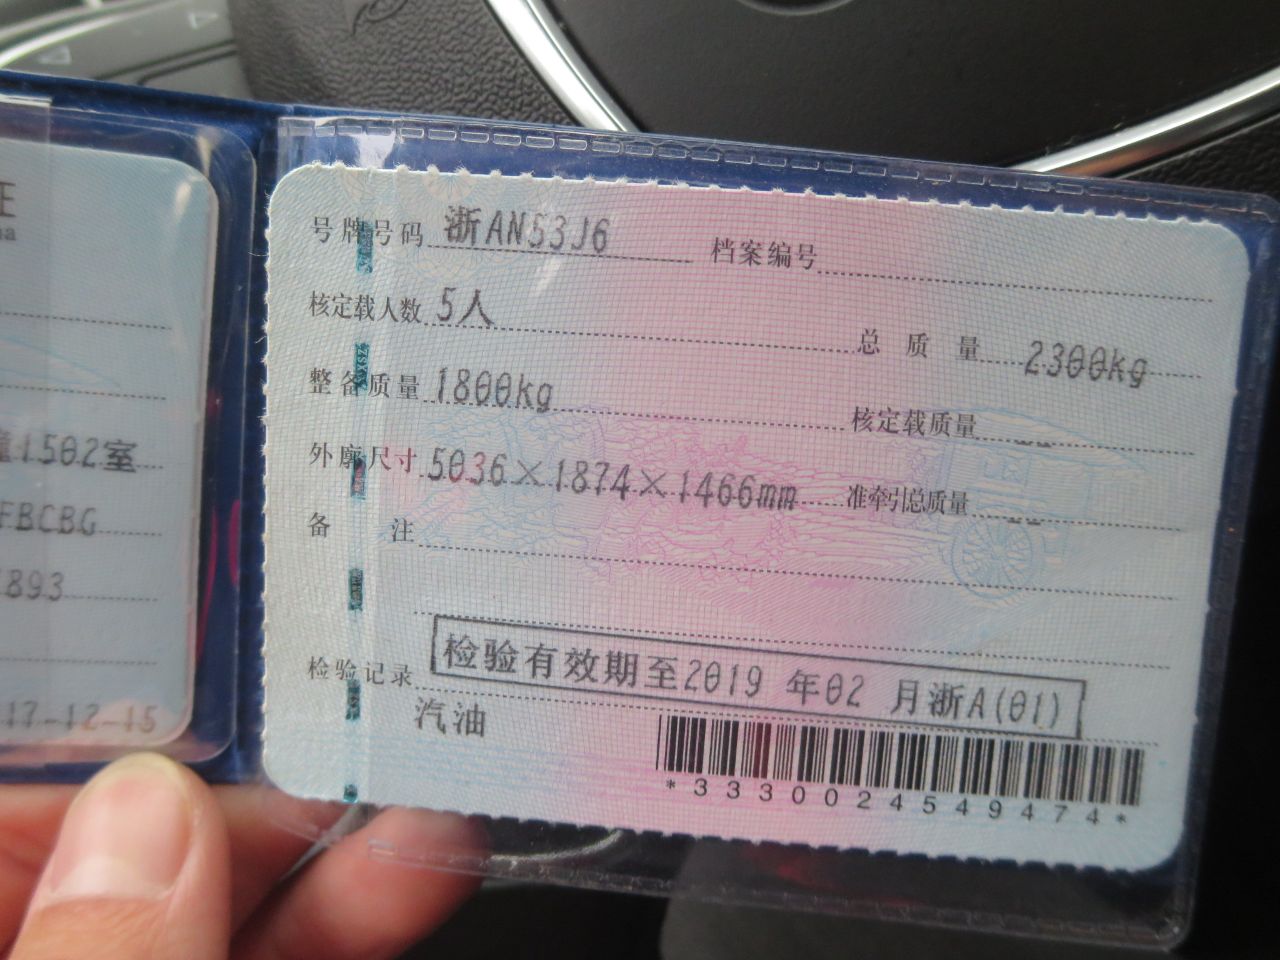 证
号牌号码 浙AN53J6 档案编号
核定载人数 5人 总质量 2300kg
整备质量 1800kg 核定载质量 --
外廓尺寸 5036×1874×1466mm 准牵引总质量 --
备注
检验记录 检验有效期至2019 年02 月浙A(01)
汽油
*3330024549474*
1502室
FBCBG
893
17-12-15